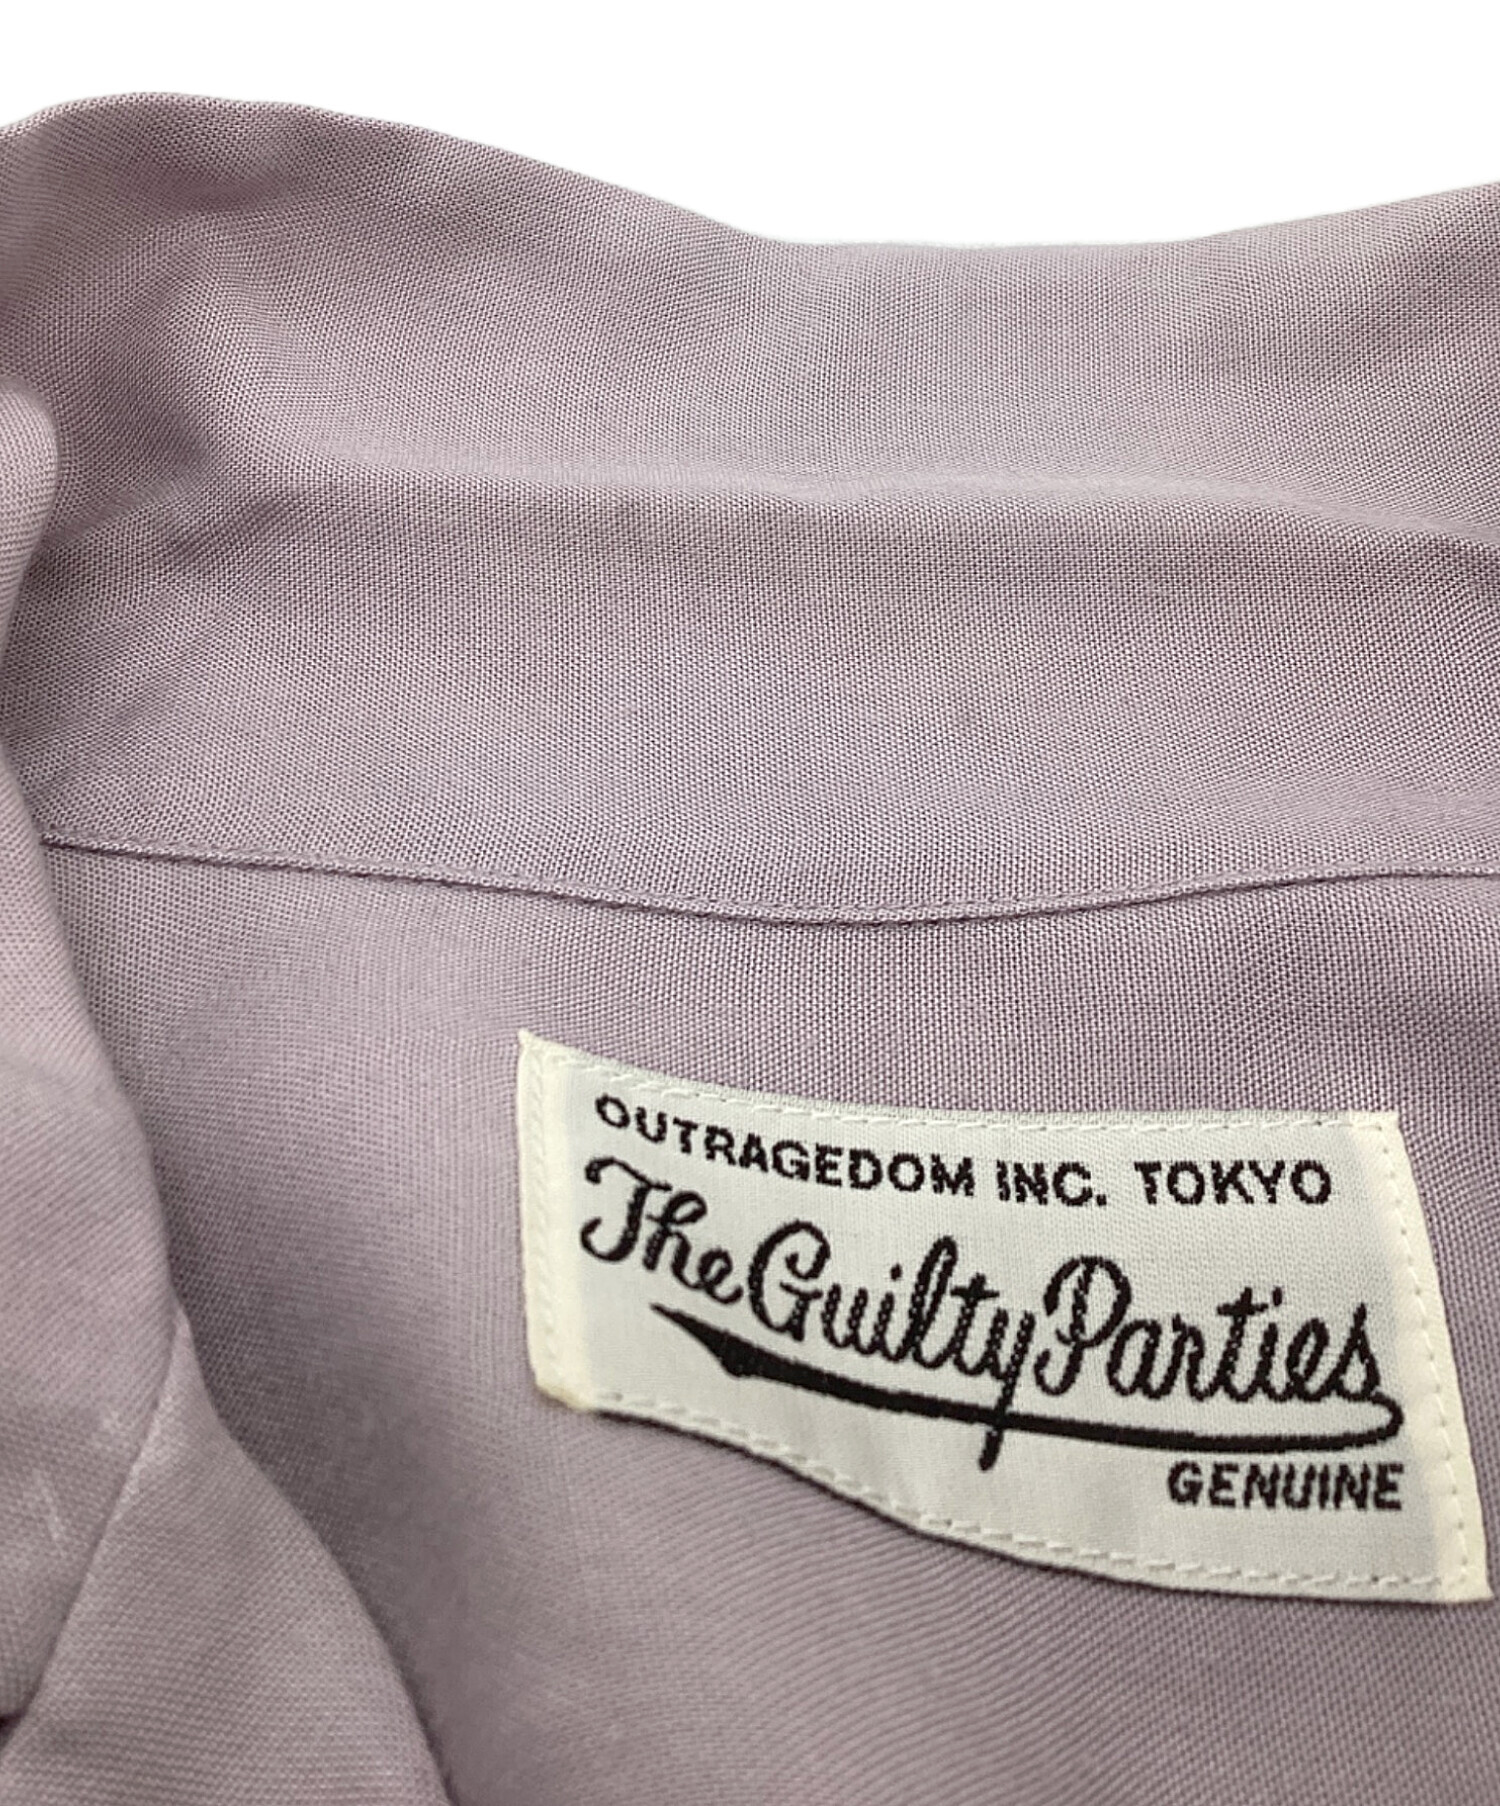 OUTRAGEDOM INC. TOKYO
The Guilty Parties
GENUINE